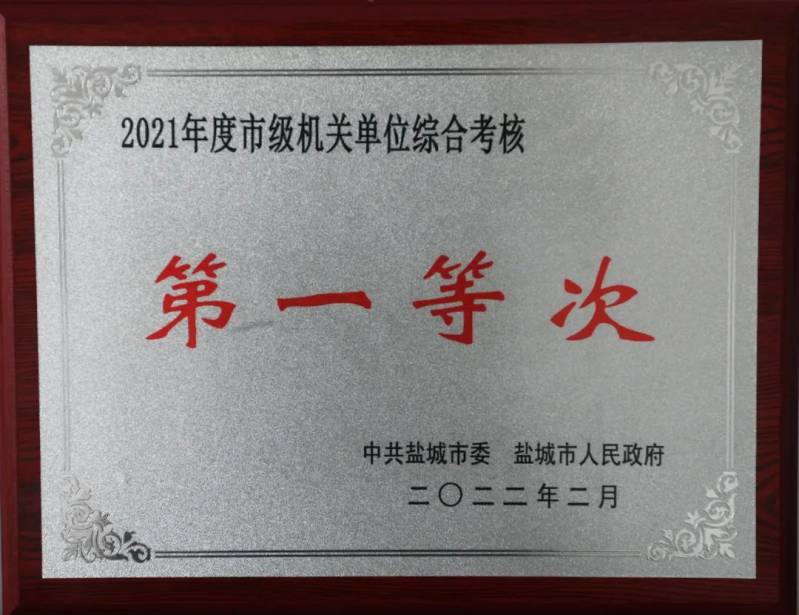 2021年度市级机关单位综合考核
第一等次
中共盐城市委 盐城市人民政府
二〇二二年二月